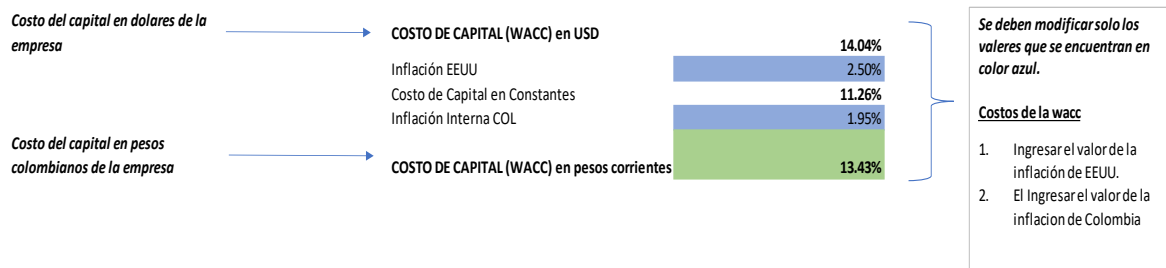 Costo del capital en dolares de la
empresa
COSTO DE CAPITAL (WACC) en USD
14.04%
Inflación EEUU
2.50%
Costo de Capital en Constantes
11.26%
Inflación Interna COL
1.95%
Costo del capital en pesos
colombianos de la empresa
COSTO DE CAPITAL (WACC) en pesos corrientes
13.43%
Se deben modificar solo los
valeres que se encuentran en
color azul.
Costos de la wacc
1. Ingresar el valor de la
inflación de EEUU.
2. El Ingresar el valor de la
inflacion de Colombia